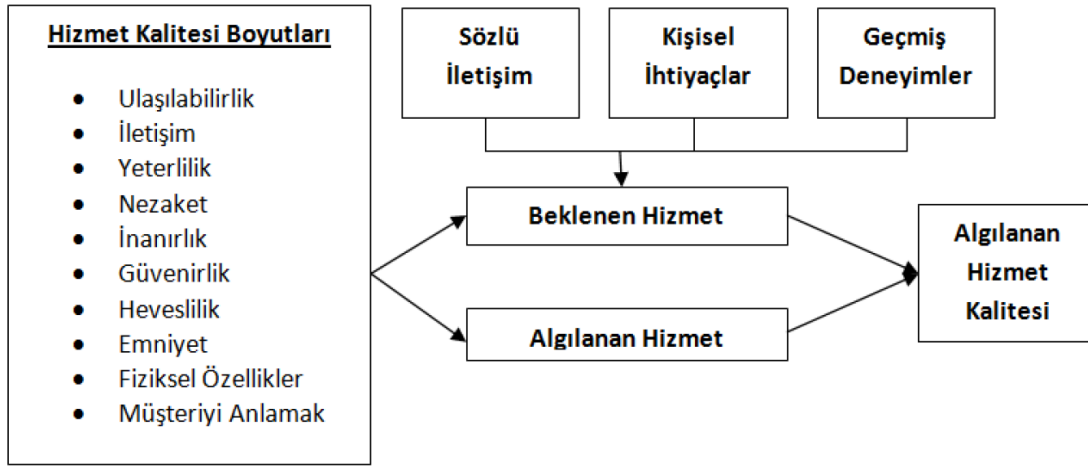 Hizmet Kalitesi Boyutları
• Ulaşılabilirlik
• İletişim
• Yeterlilik
• Nezaket
• İnanırlık
• Güvenirlik
• Heveslilik
• Emniyet
• Fiziksel Özellikler
• Müşteriyi Anlamak
Sözlü
İletişim
Kişisel
İhtiyaçlar
Geçmiş
Deneyimler
Beklenen Hizmet
Algılanan Hizmet
Algılanan
Hizmet
Kalitesi